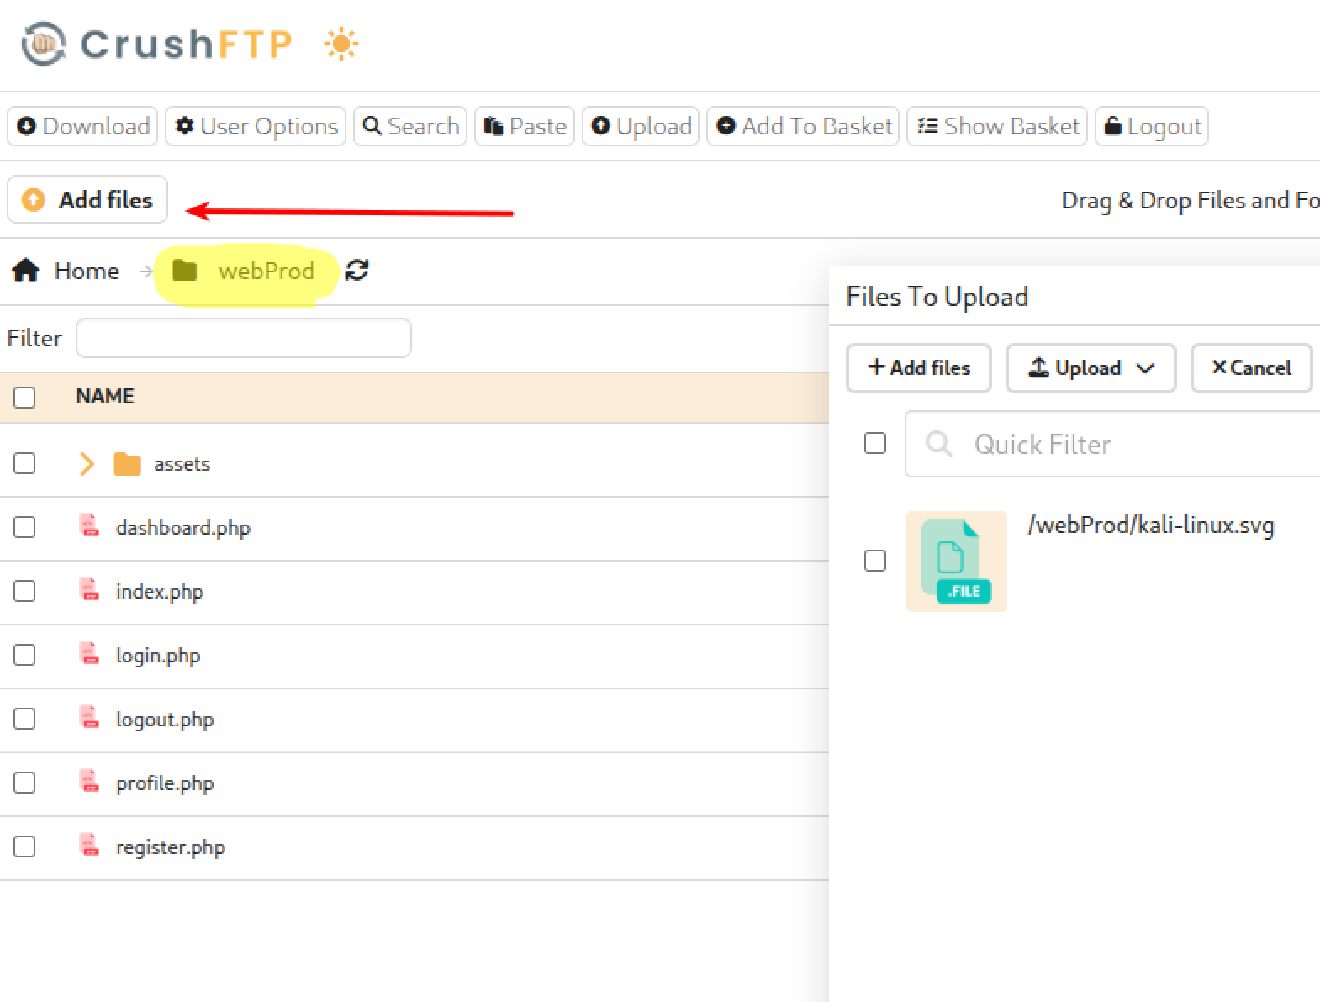 CrushFTP
Download User Options Search Paste Upload Add To Basket Show Basket Logout
Add files
Drag & Drop Files and Fo
Home webProd
Files To Upload
Filter
Add files Upload Cancel
NAME
Quick Filter
assets
/webProd/kali-linux.svg
dashboard.php
.FILE
index.php
login.php
logout.php
profile.php
register.php